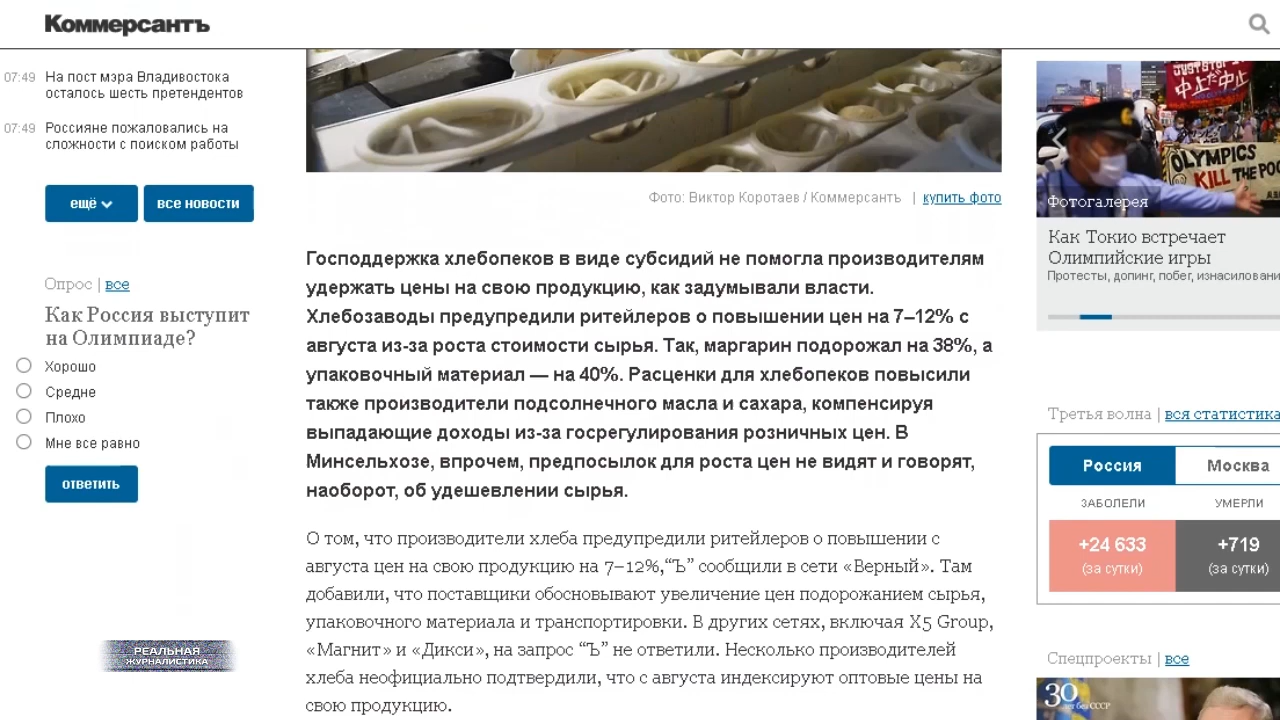 Коммерсантъ
07:49 На пост мэра Владивостока
осталось шесть претендентов
07:49 Россияне пожаловались на
сложности с поиском работы
ещё
все новости
Опрос | все
Как Россия выступит
на Олимпиаде?
Хорошо
Средне
Плохо
Мне все равно
ответить
РЕАЛЬНАЯ
ЖУРНАЛИСТИКА
Фото: Виктор Коротаев / Коммерсантъ | купить фото
Господдержка хлебопеков в виде субсидий не помогла производителям
удержать цены на свою продукцию, как задумывали власти.
Хлебозаводы предупредили ритейлеров о повышении цен на 7–12% с
августа из-за роста стоимости сырья. Так, маргарин подорожал на 38%, а
упаковочный материал — на 40%. Расценки для хлебопеков повысили
также производители подсолнечного масла и сахара, компенсируя
выпадающие доходы из-за госрегулирования розничных цен. В
Минсельхозе, впрочем, предпосылок для роста цен не видят и говорят,
наоборот, об удешевлении сырья.
О том, что производители хлеба предупредили ритейлеров о повышении с
августа цен на свою продукцию на 7–12%,“Ъ” сообщили в сети «Верный». Там
добавили, что поставщики обосновывают увеличение цен подорожанием сырья,
упаковочного материала и транспортировки. В других сетях, включая X5 Group,
«Магнит» и «Дикси», на запрос “Ъ” не ответили. Несколько производителей
хлеба неофициально подтвердили, что с августа индексируют оптовые цены на
свою продукцию.
中止だ中止
OLYMPICS
KILL THE POO
Фотогалерея
Как Токио встречает
Олимпийские игры
Протесты, допинг, побег, изнасиловани
Третья волна | вся статистика
Россия
Москва
ЗАБОЛЕЛИ
УМЕРЛИ
+24 633
+719
(за сутки)
(за сутки)
Спецпроекты | все
30
лет без СССР